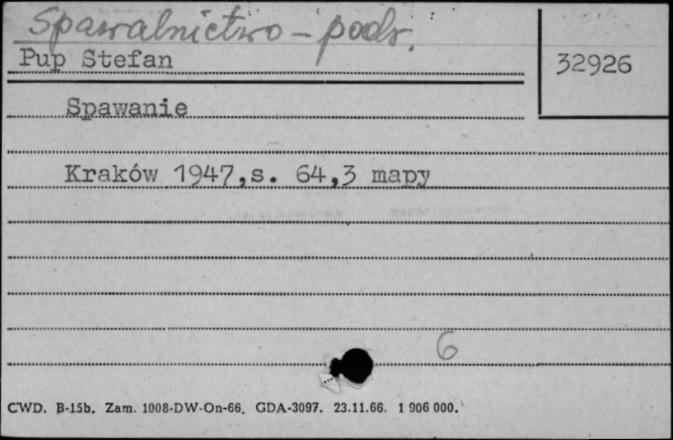 Spawalnictwo - podr.
Pup Stefan
32926
Spawanie
Kraków 1947,s. 64,3 mapy
6
CWD. B-15b. Zam. 1008-DW-On-66. GDA-3097. 23.11.66. 1 906 000.